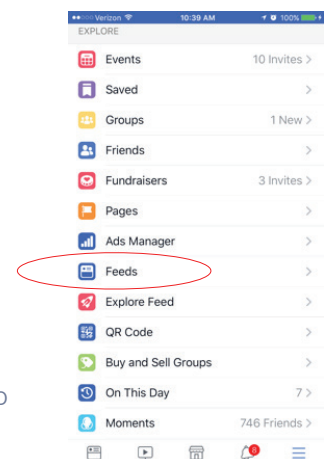 Verizon 10:39 AM 100%
EXPLORE
Events 10 Invites >
Saved >
Groups 1 New >
Friends >
Fundraisers 3 Invites >
Pages >
Ads Manager >
Feeds >
Explore Feed >
QR Code >
Buy and Sell Groups >
On This Day 7 >
Moments 746 Friends >
8